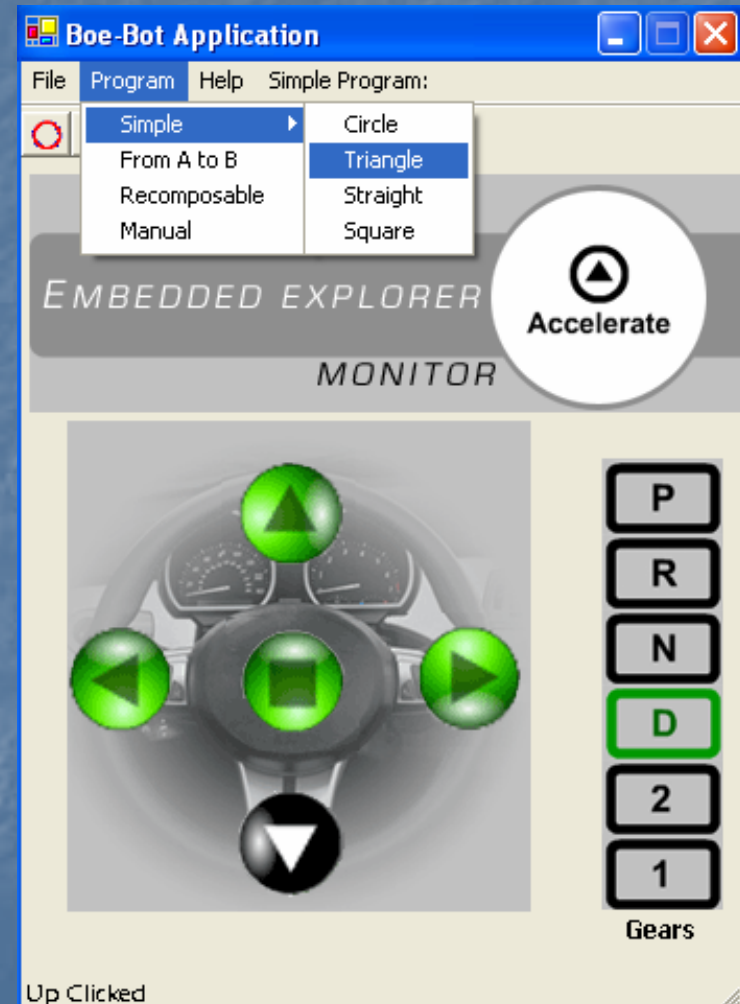 Boe-Bot Application
File Program Help Simple Program:
Simple
From A to B
Recomposable
Manual
Circle
Triangle
Straight
Square
EMBEDDED EXPLORER
MONITOR
Accelerate
P
R
N
D
2
1
Gears
Up Clicked